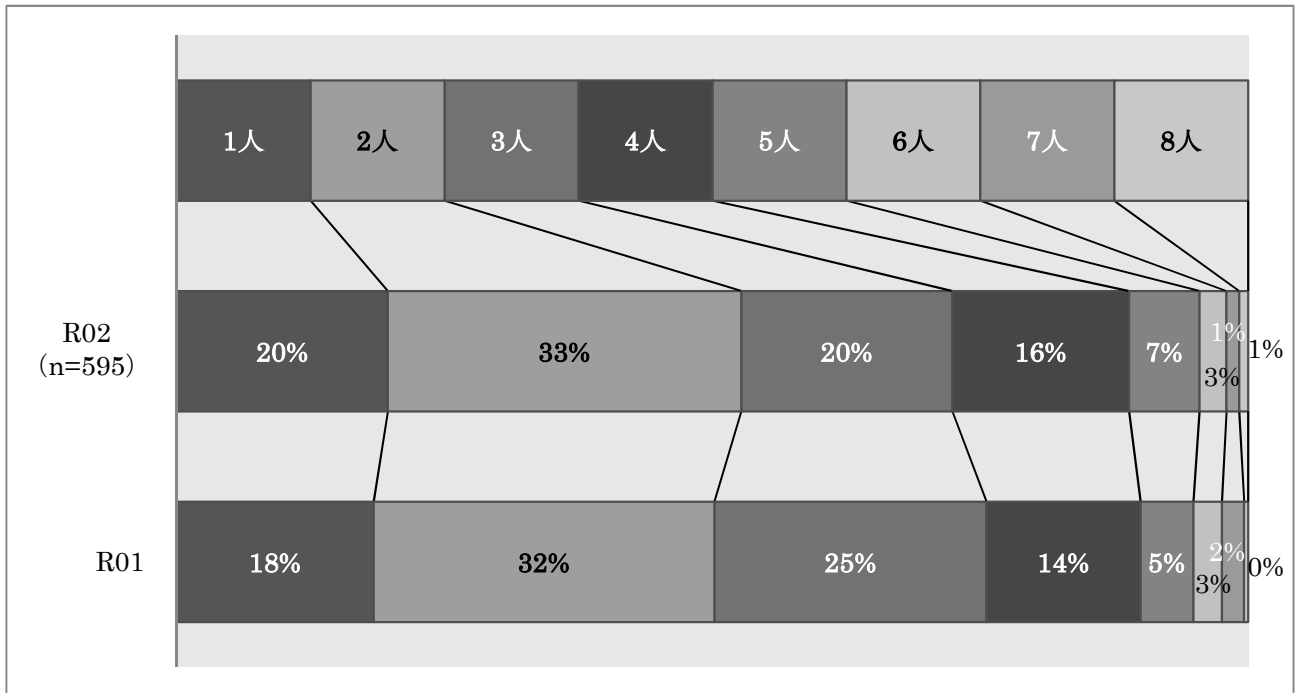 1人 2人 3人 4人 5人 6人 7人 8人
R02
（n=595）
20% 33% 20% 16% 7% 3% 1% 1%
R01
18% 32% 25% 14% 5% 3% 2% 0%